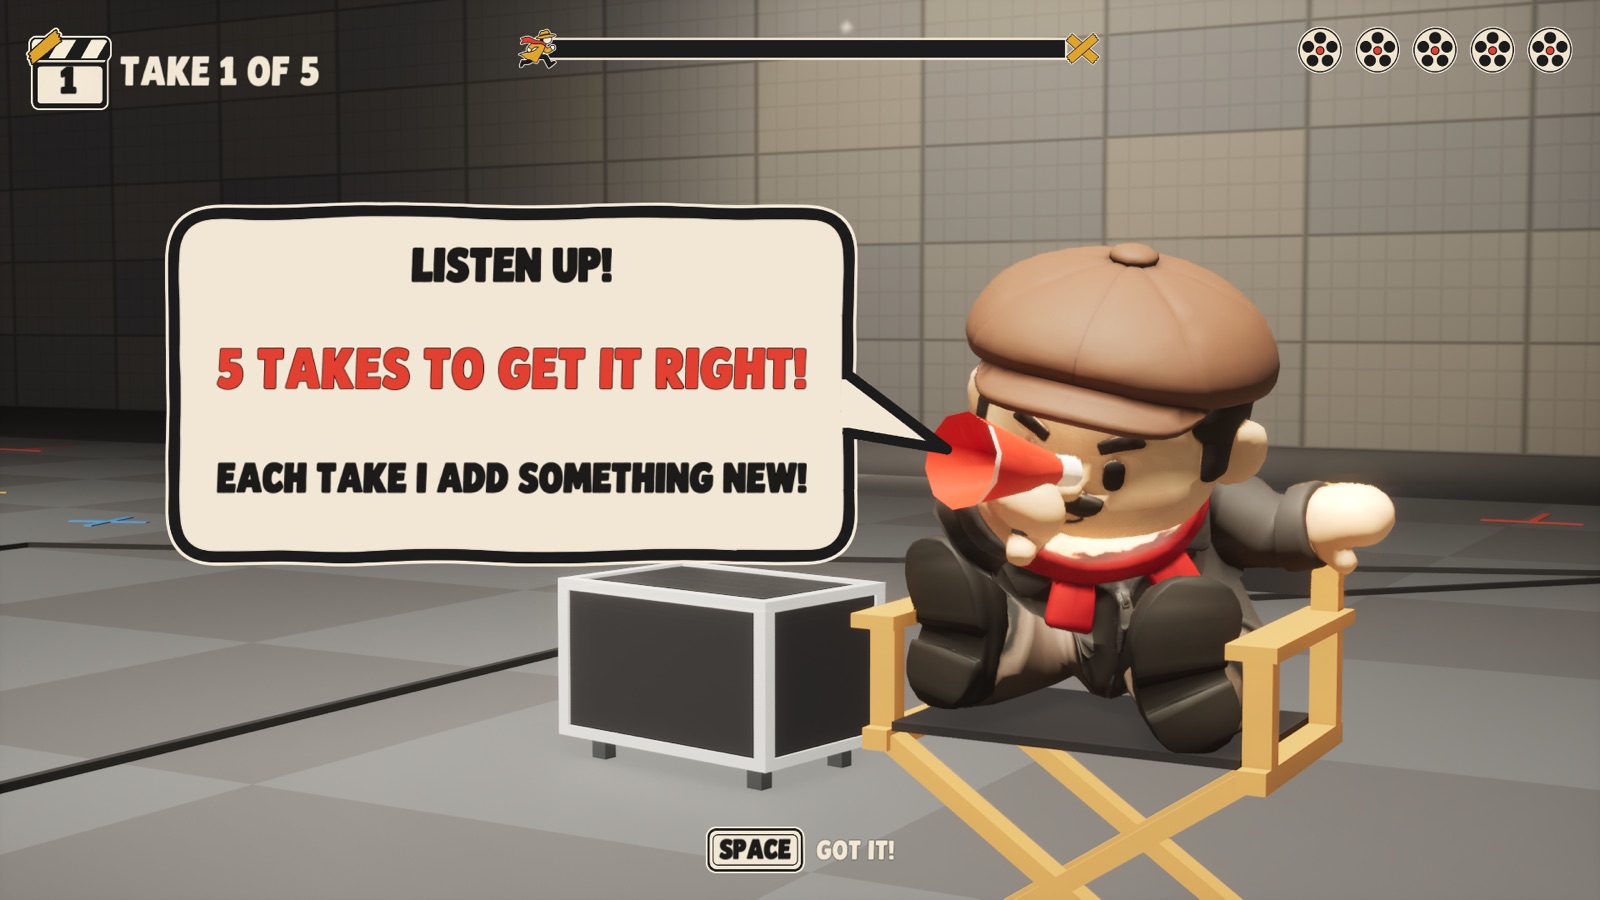 1
TAKE 1 OF 5
LISTEN UP!
5 TAKES TO GET IT RIGHT!
EACH TAKE I ADD SOMETHING NEW!
SPACE GOT IT!